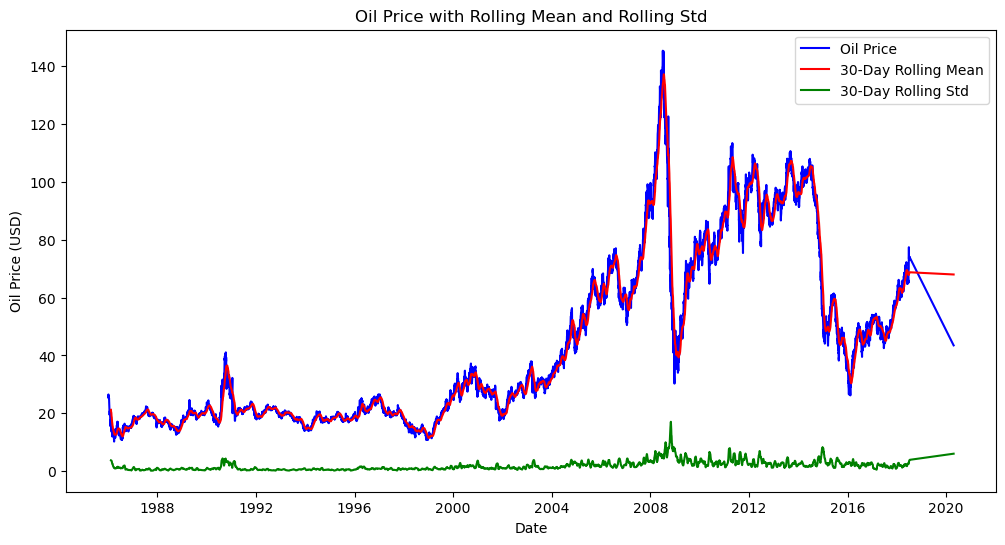 Oil Price with Rolling Mean and Rolling Std
Oil Price
30-Day Rolling Mean
30-Day Rolling Std
Oil Price (USD)
140
120
100
80
60
40
20
0
1988 1992 1996 2000 2004 2008 2012 2016 2020
Date